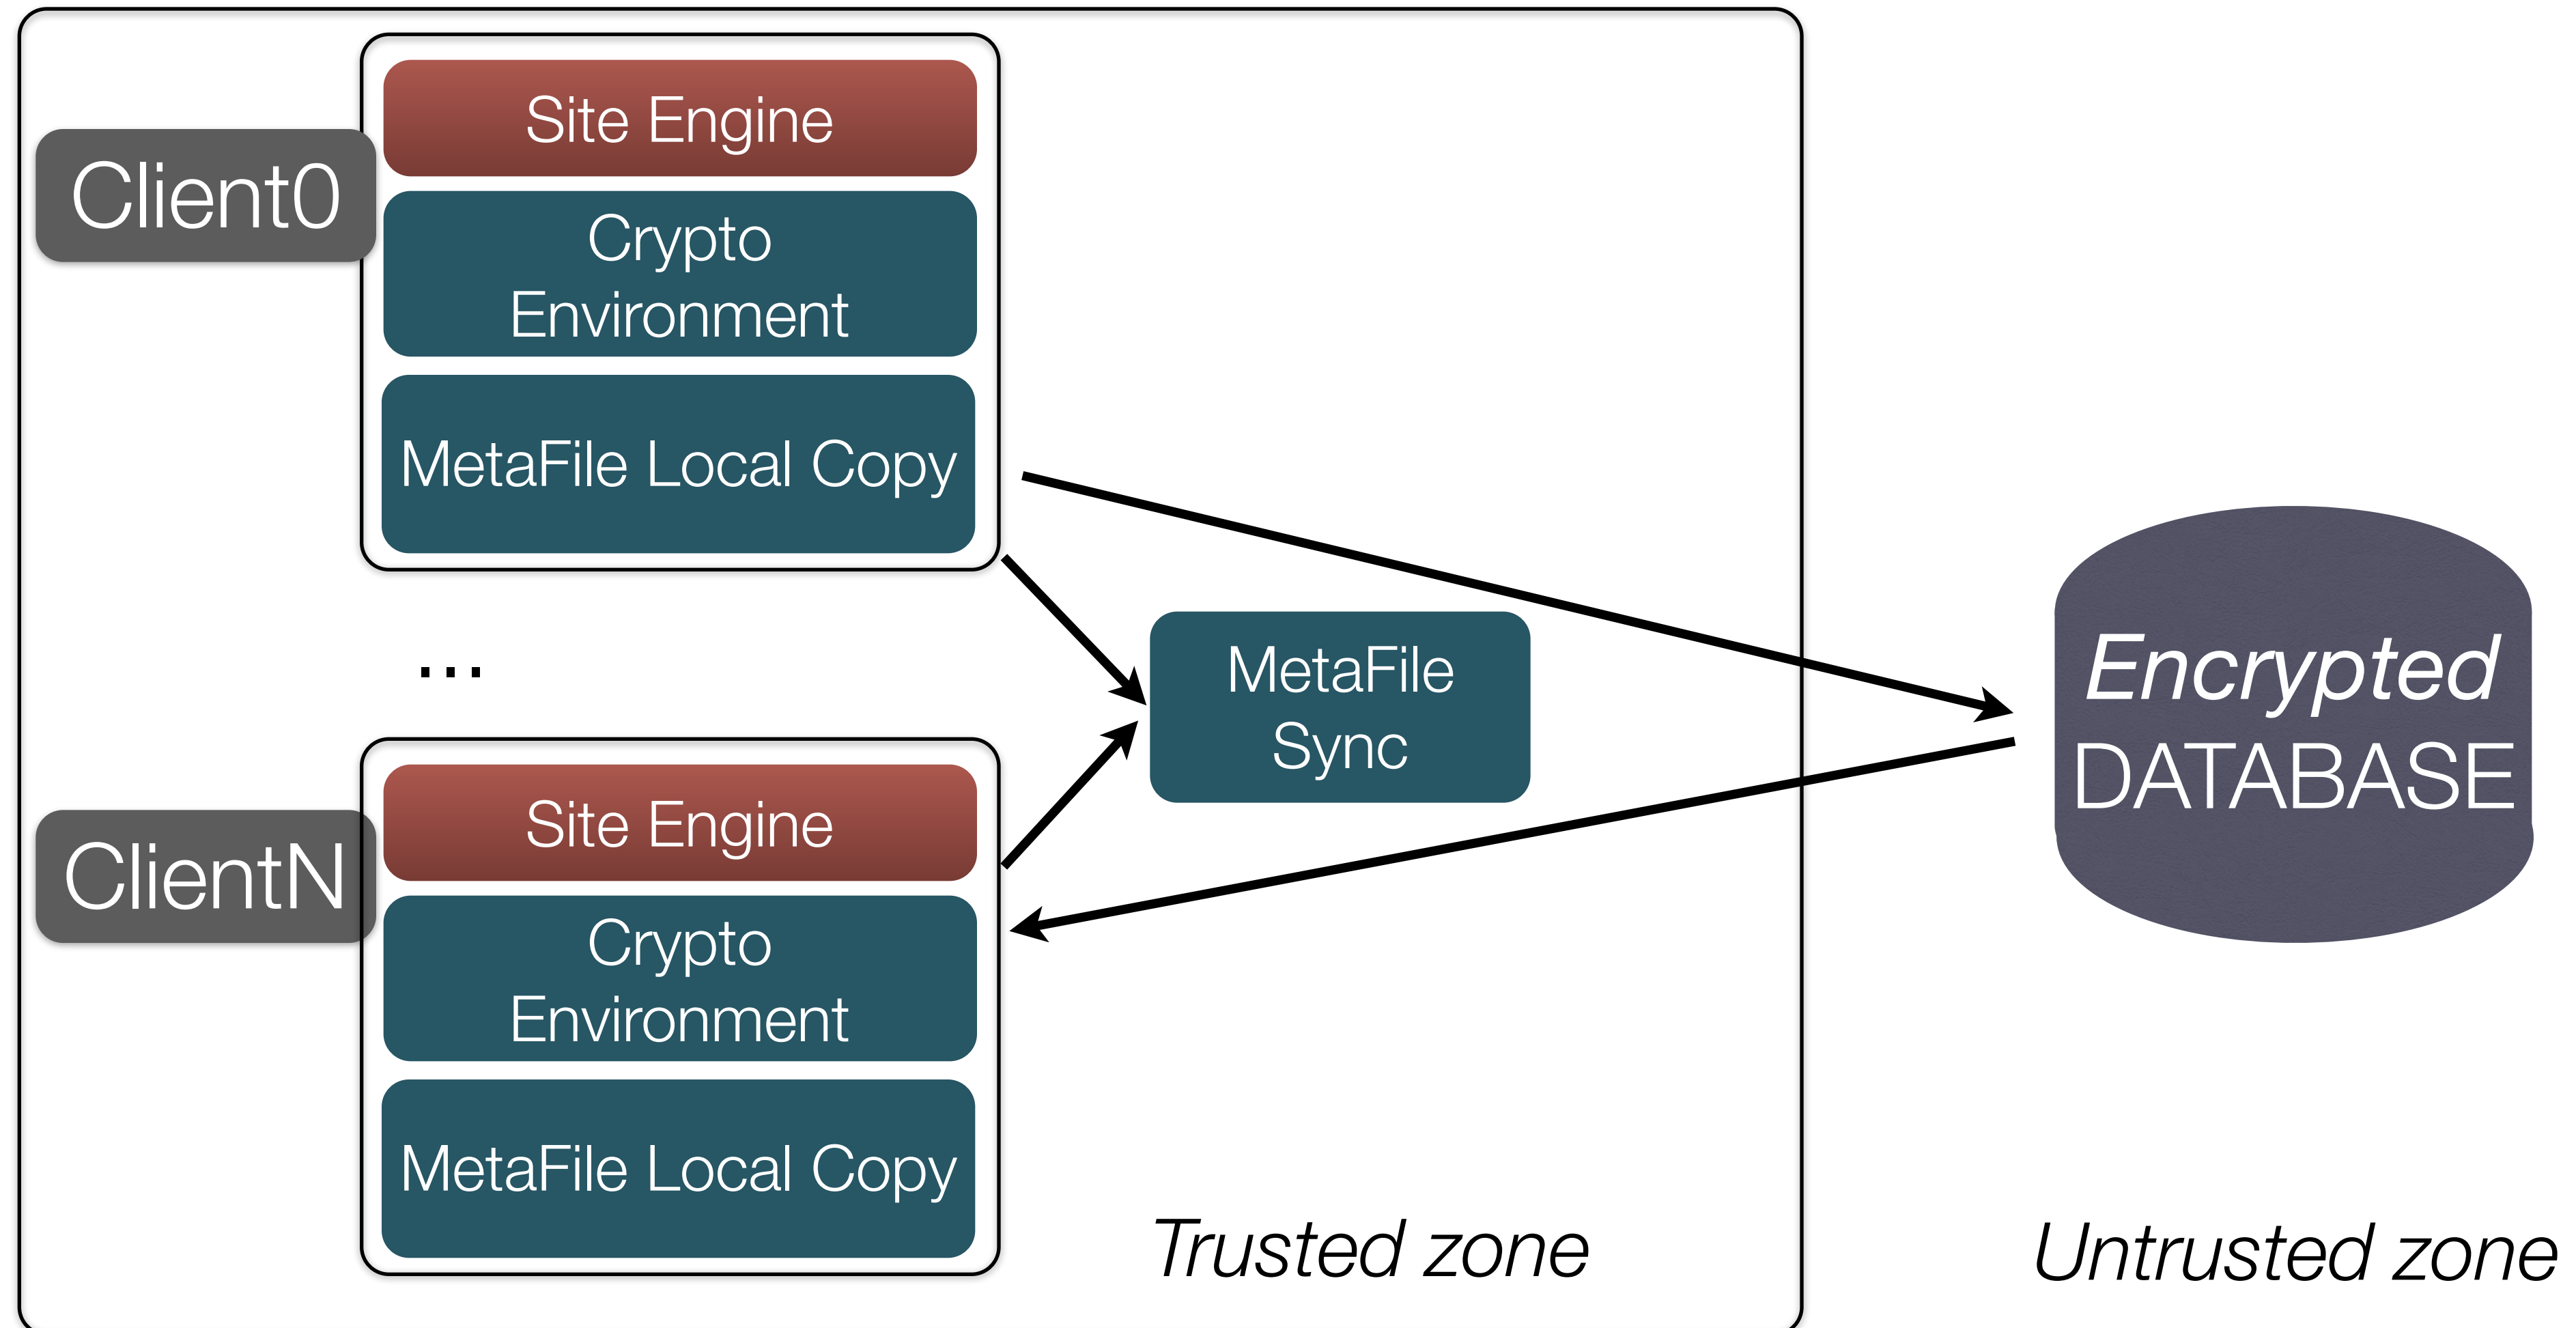 Client0
Site Engine
Crypto
Environment
MetaFile Local Copy
...
MetaFile
Sync
Encrypted
DATABASE
ClientN
Site Engine
Crypto
Environment
MetaFile Local Copy
Trusted zone
Untrusted zone